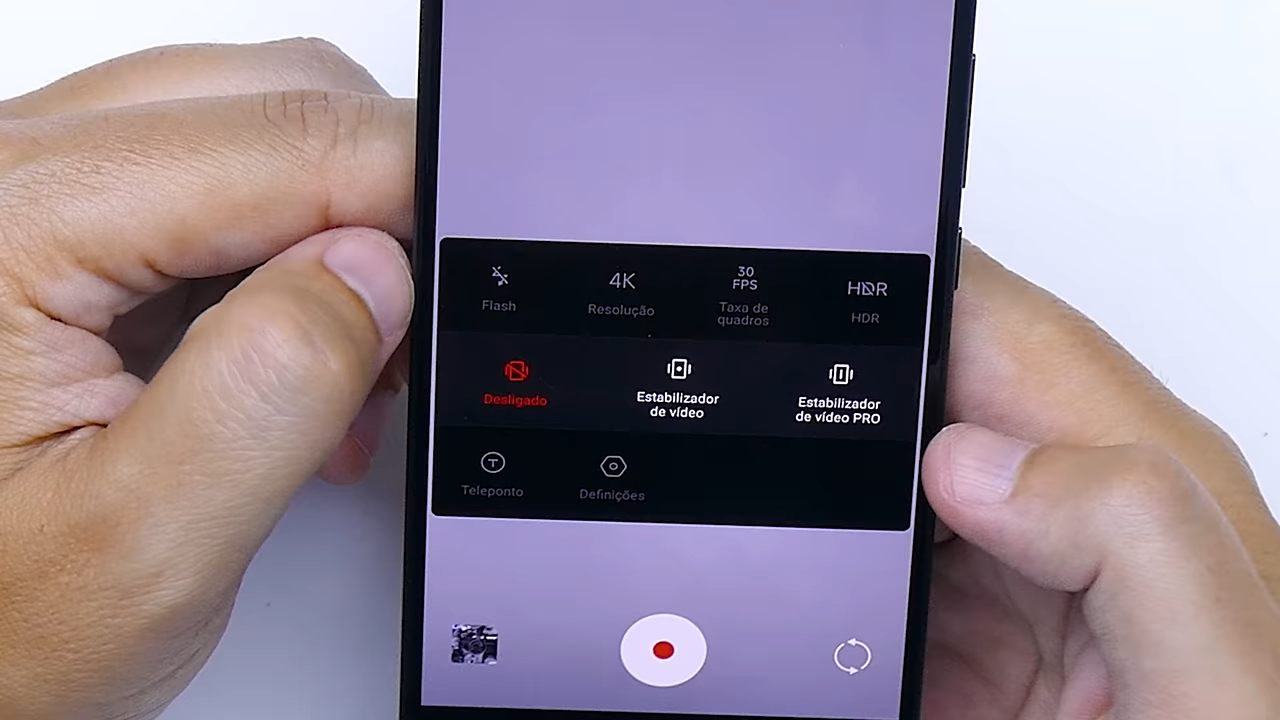 4K
30
FPS
HDR
Flash
Resolução
Taxa de
quadros
HDR
Desligado
Estabilizador
de vídeo
Estabilizador
de vídeo PRO
T
Teleponto
Definições